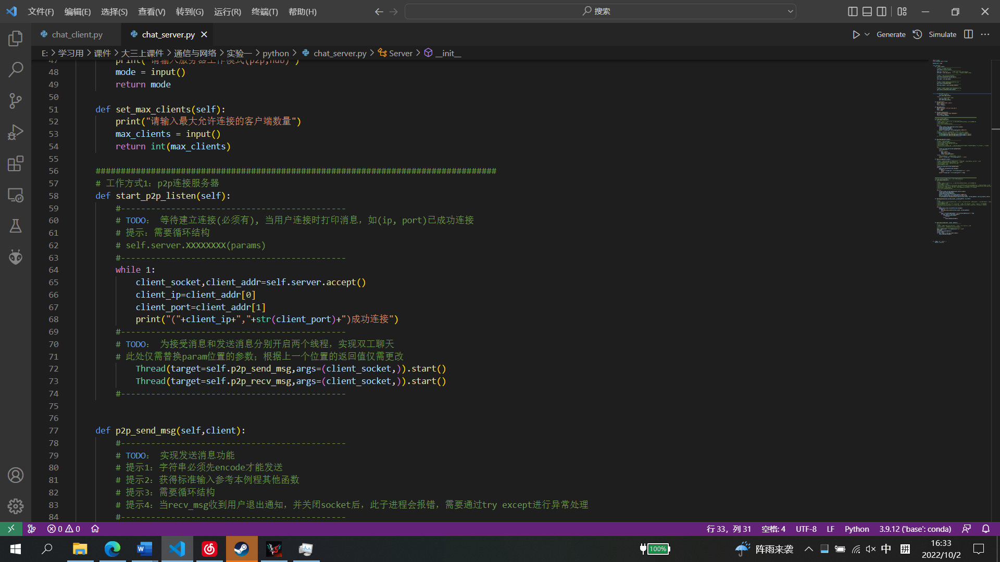 文件(F) 编辑(E) 选择(S) 查看(V) 转到(G) 运行(R) 终端(T) 帮助(H) 搜索
chat_client.py chat_server.py Generate Simulate
E: > 学习用 > 课件 > 大三上课件 > 通信与网络 > 实验一 > python > chat_server.py > Server > __init__
47 print("请输入服务器工作模式(p2p,hub)")
48 mode = input()
49 return mode
50
51 def set_max_clients(self):
52 print("请输入最大允许连接的客户端数量")
53 max_clients = input()
54 return int(max_clients)
55
56 ################################################################################
57 # 工作方式1：p2p连接服务器
58 def start_p2p_listen(self):
59 #---------------------------------------------
60 # TODO： 等待建立连接(必须有)，当用户连接时打印消息，如(ip, port)已成功连接
61 # 提示：需要循环结构
62 # self.server.XXXXXXXX(params)
63 #---------------------------------------------
64 while 1:
65 client_socket,client_addr=self.server.accept()
66 client_ip=client_addr[0]
67 client_port=client_addr[1]
68 print("("+client_ip+","+str(client_port)+")成功连接")
69 #---------------------------------------------
70 # TODO： 为接受消息和发送消息分别开启两个线程，实现双工聊天
71 # 此处仅需替换param位置的参数；根据上一个位置的返回值仅需更改
72 Thread(target=self.p2p_send_msg,args=(client_socket,)).start()
73 Thread(target=self.p2p_recv_msg,args=(client_socket,)).start()
74 #---------------------------------------------
75
76
77 def p2p_send_msg(self,client):
78 #---------------------------------------------
79 # TODO： 实现发送消息功能
80 # 提示1：字符串必须先encode才能发送
81 # 提示2：获得标准输入参考本例程其他函数
82 # 提示3：需要循环结构
83 # 提示4：当recv_msg收到用户退出通知，并关闭socket后，此子进程会报错，需要通过try except进行异常处理
84 #---------------------------------------------
0 0 行 33，列 31 空格: 4 UTF-8 LF Python 3.9.12 ('base': conda)
100% 阵雨来袭 中 拼 16:33
2022/10/2